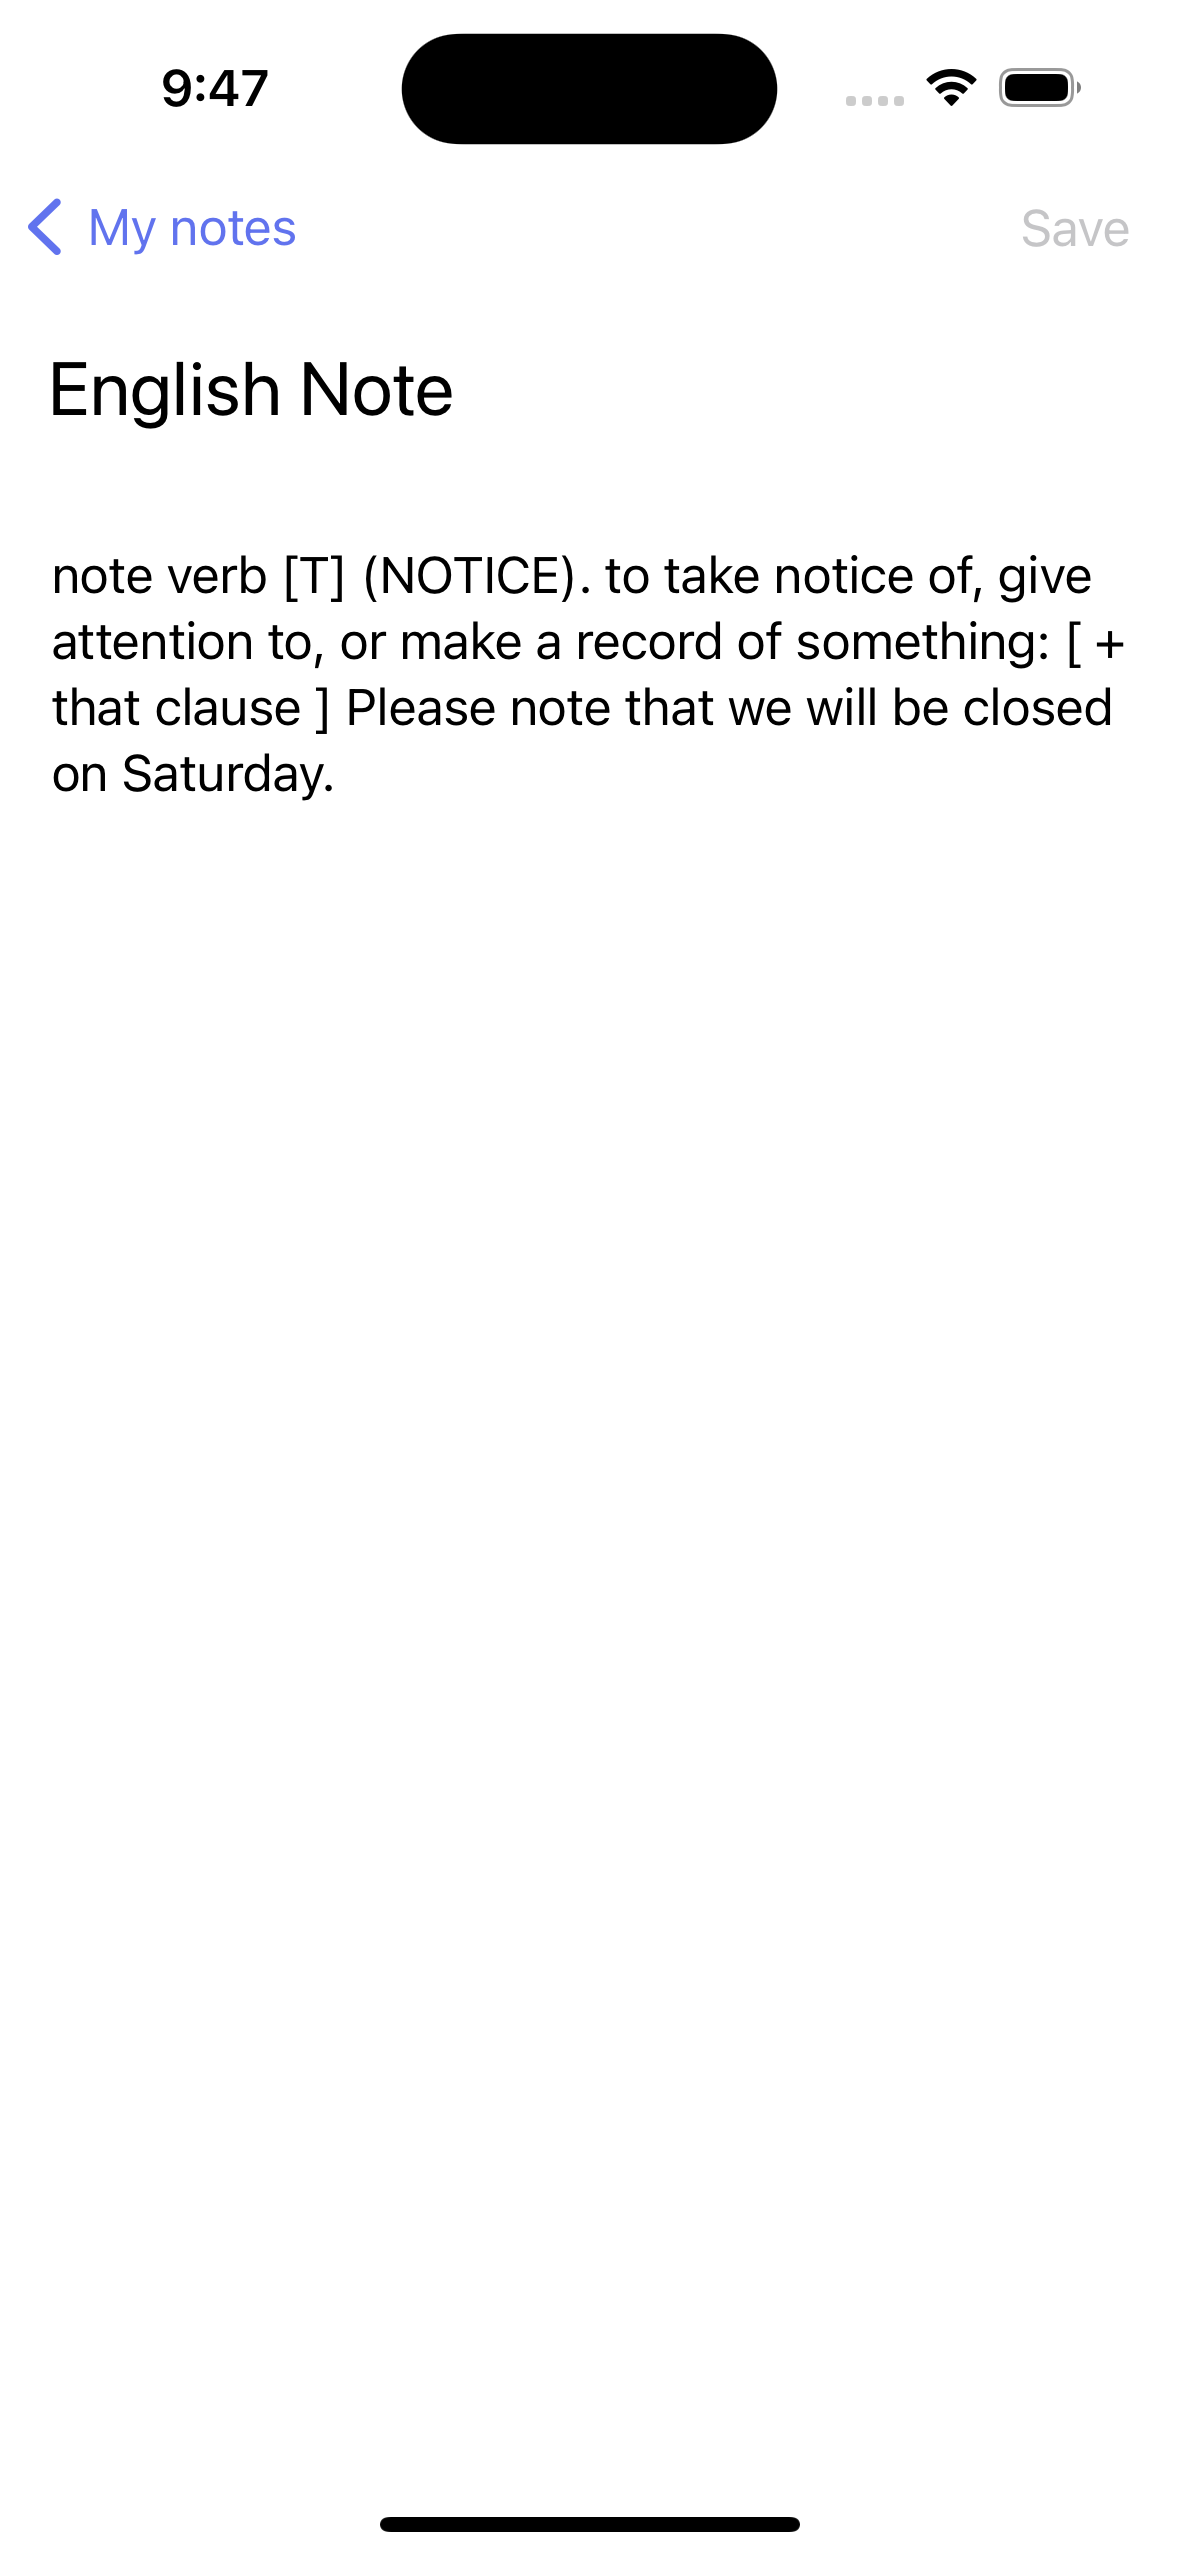 9:47
My notes
Save
English Note
note verb [T] (NOTICE). to take notice of, give
attention to, or make a record of something: [ +
that clause ] Please note that we will be closed
on Saturday.